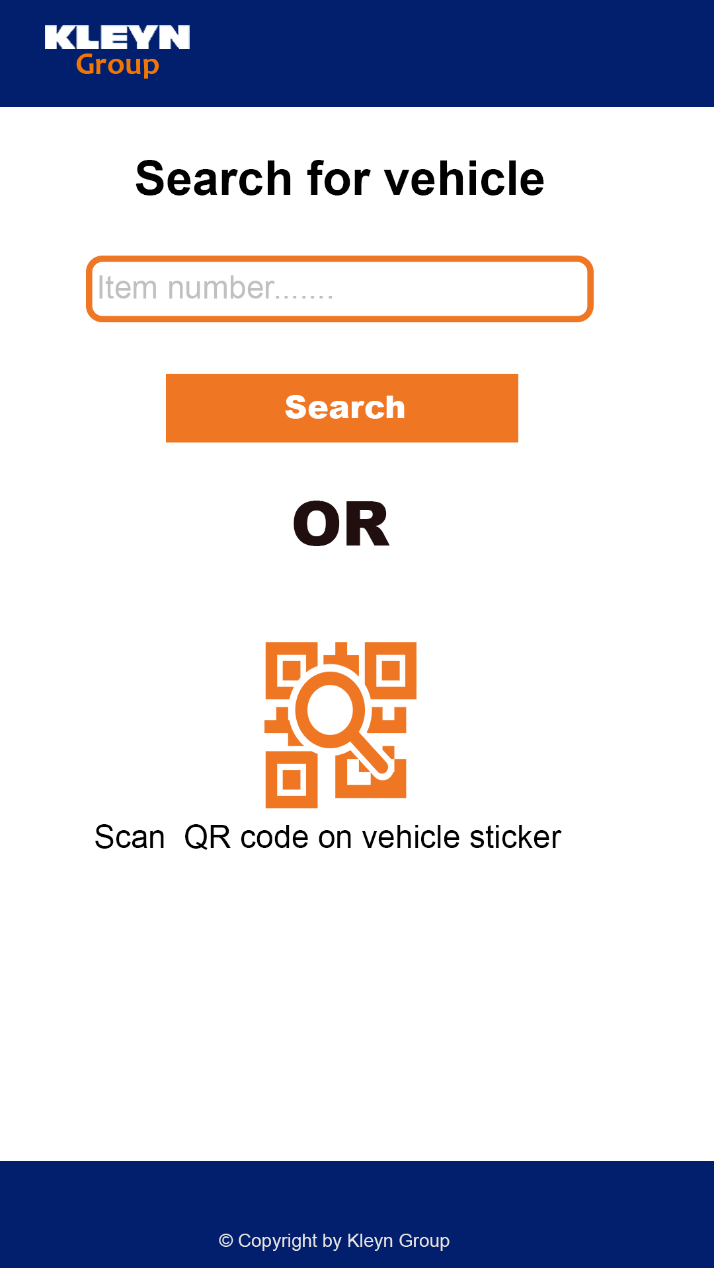 KLEYN
Group
Search for vehicle
Item number.......
Search
OR
Scan  QR code on vehicle sticker
© Copyright by Kleyn Group